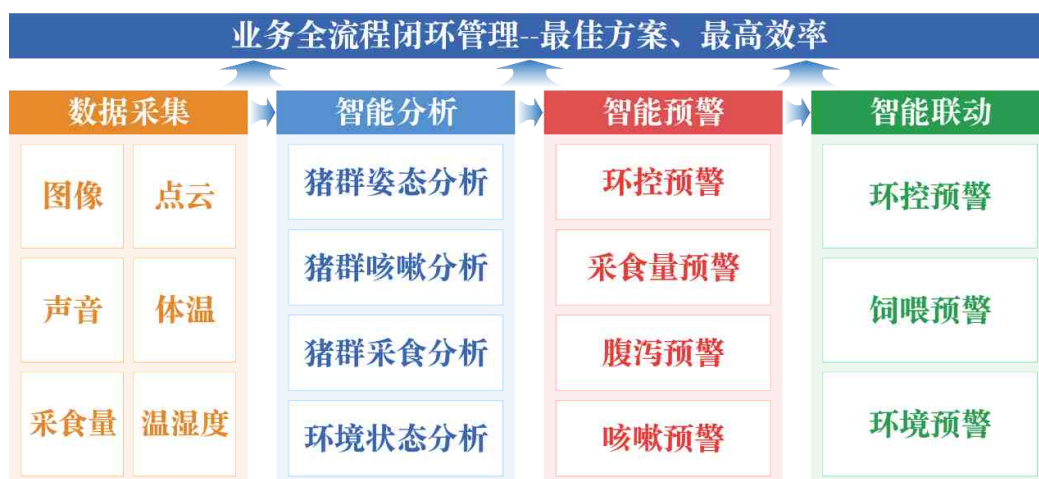 业务全流程闭环管理--最佳方案、最高效率
数据采集
智能分析
智能预警
智能联动
图像
点云
声音
体温
采食量
温湿度
猪群姿态分析
猪群咳嗽分析
猪群采食分析
环境状态分析
环控预警
采食量预警
腹泻预警
咳嗽预警
环控预警
饲喂预警
环境预警